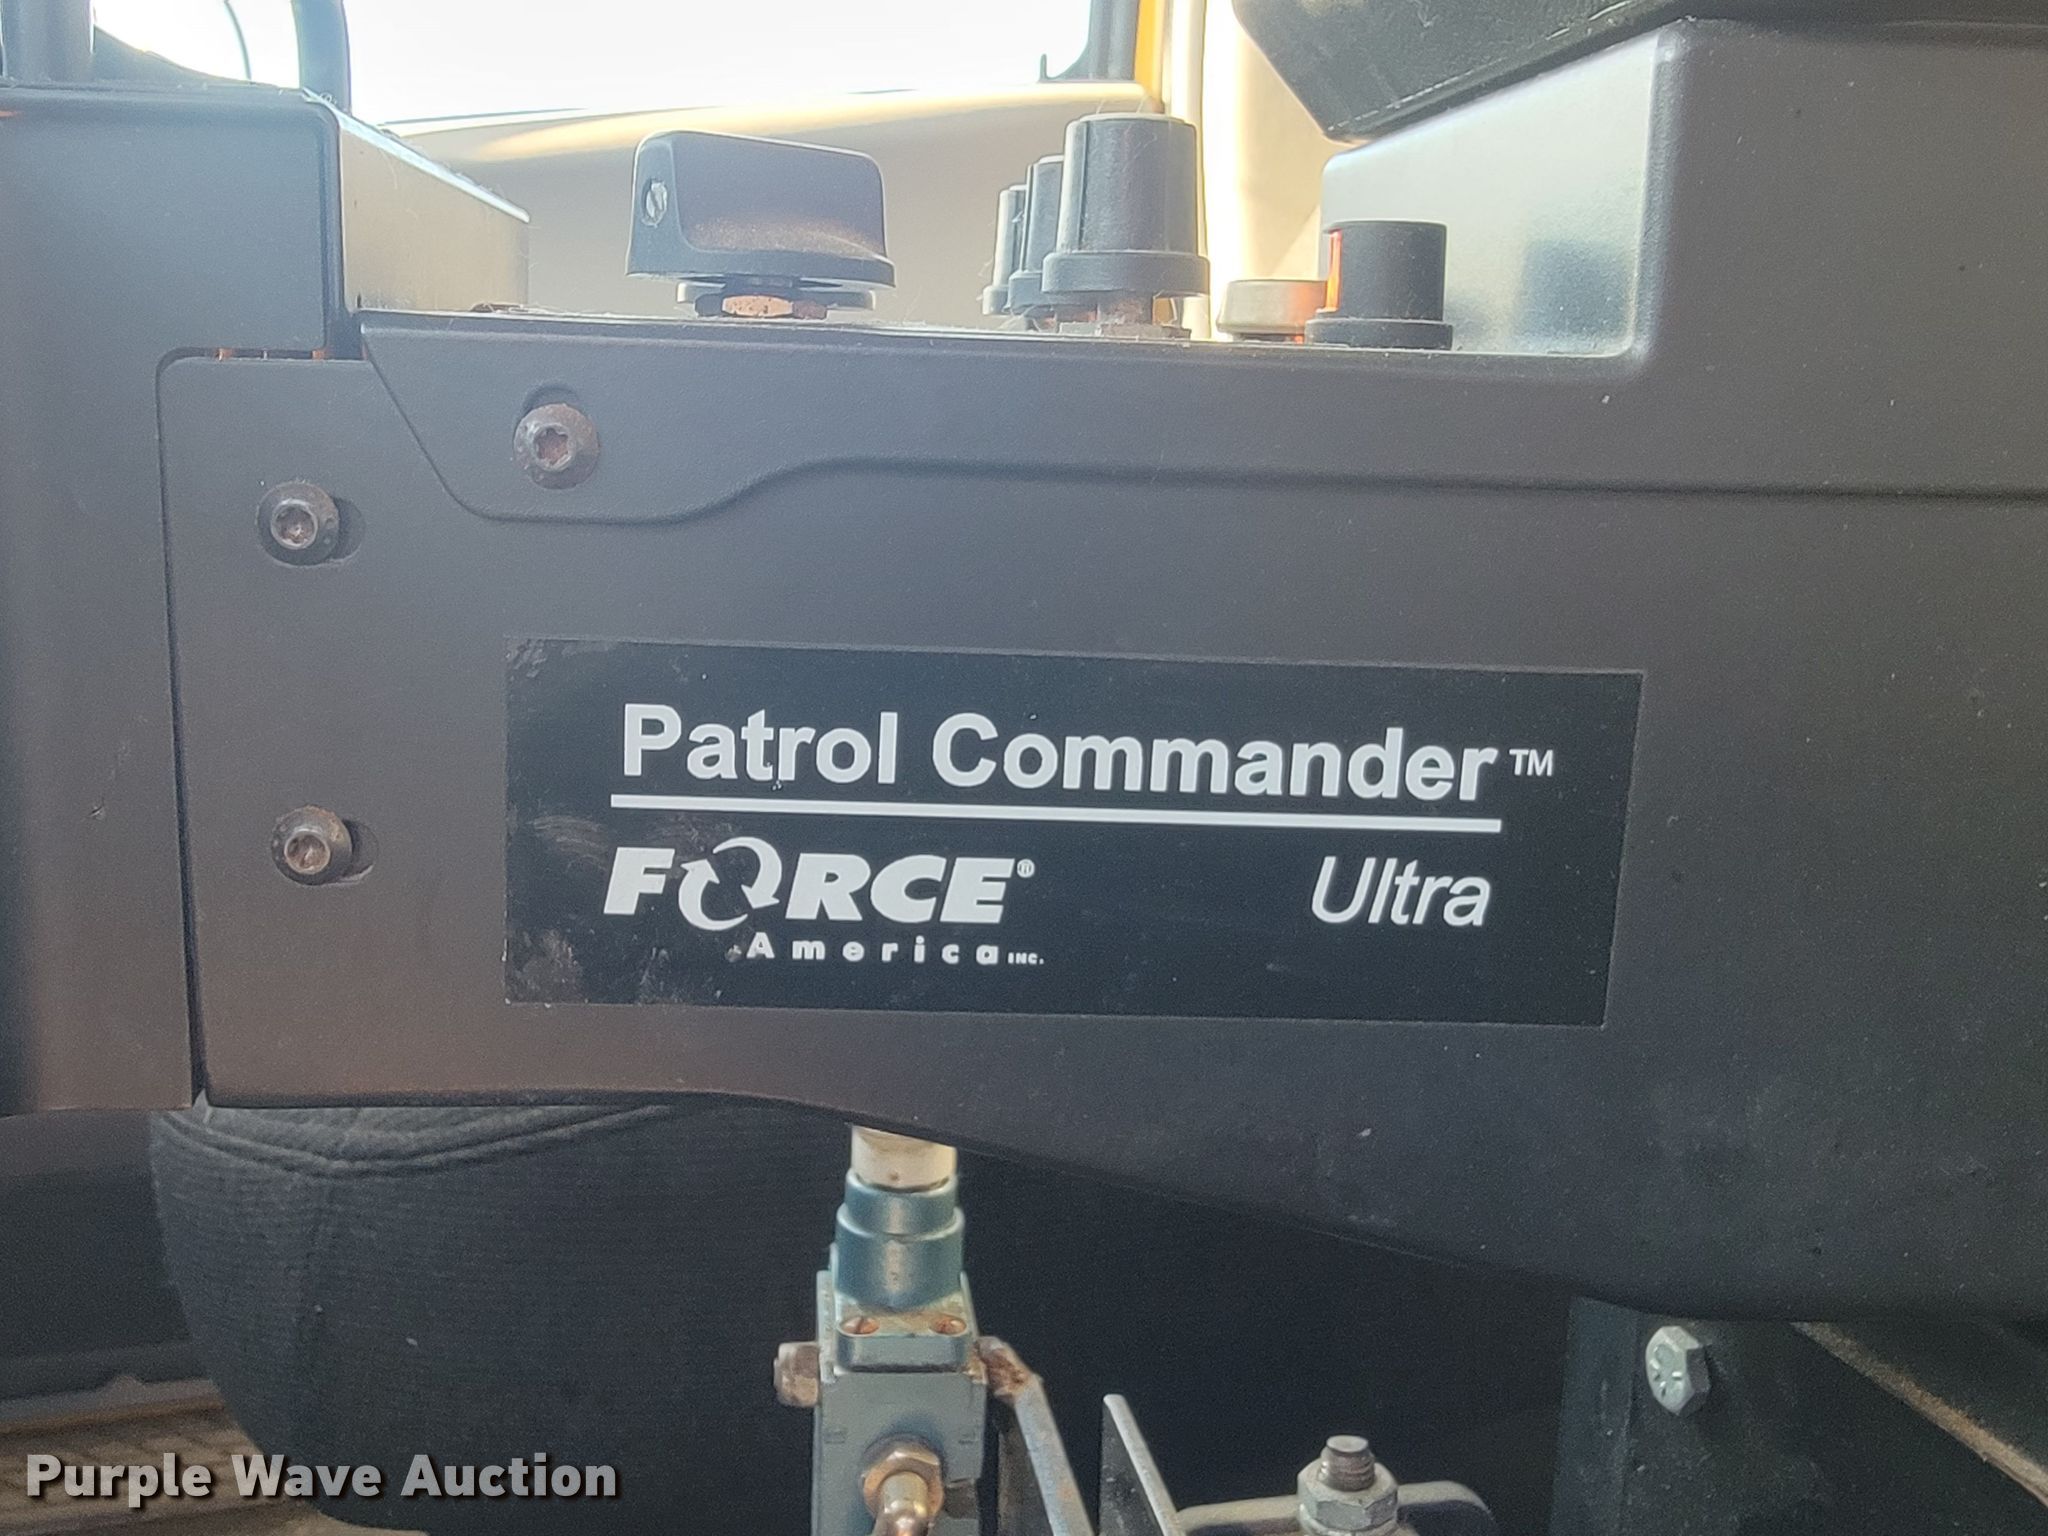 Patrol Commander™
FORCE®
America INC.
Ultra
Purple Wave Auction